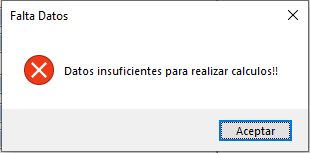 Falta Datos
Datos insuficientes para realizar calculos!!
Aceptar